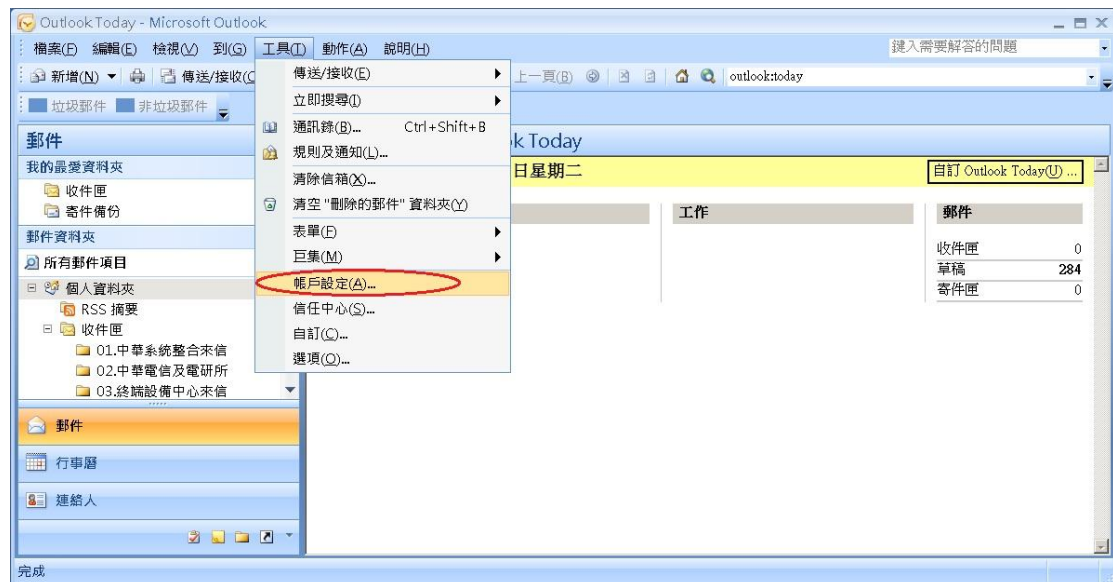 Outlook Today - Microsoft Outlook
檔案(F) 編輯(E) 檢視(V) 到(G) 工具(T) 動作(A) 說明(H) 鍵入需要解答的問題
新增(N) 傳送/接收(C 上一頁(B) outlook:today
垃圾郵件 非垃圾郵件
傳送/接收(E)
立即搜尋(I)
通訊錄(B)... Ctrl+Shift+B
規則及通知(L)...
清除信箱(X)...
清空 "刪除的郵件" 資料夾(Y)
表單(F)
巨集(M)
帳戶設定(A)...
信任中心(S)...
自訂(C)...
選項(O)...
郵件
我的最愛資料夾
收件匣
寄件備份
郵件資料夾
所有郵件項目
個人資料夾
RSS 摘要
收件匣
01.中華系統整合來信
02.中華電信及電研所
03.終端設備中心來信
郵件
行事曆
連絡人
k Today
日星期二 自訂 Outlook Today(U) ...
工作 郵件
收件匣 0
草稿 284
寄件匣 0
完成